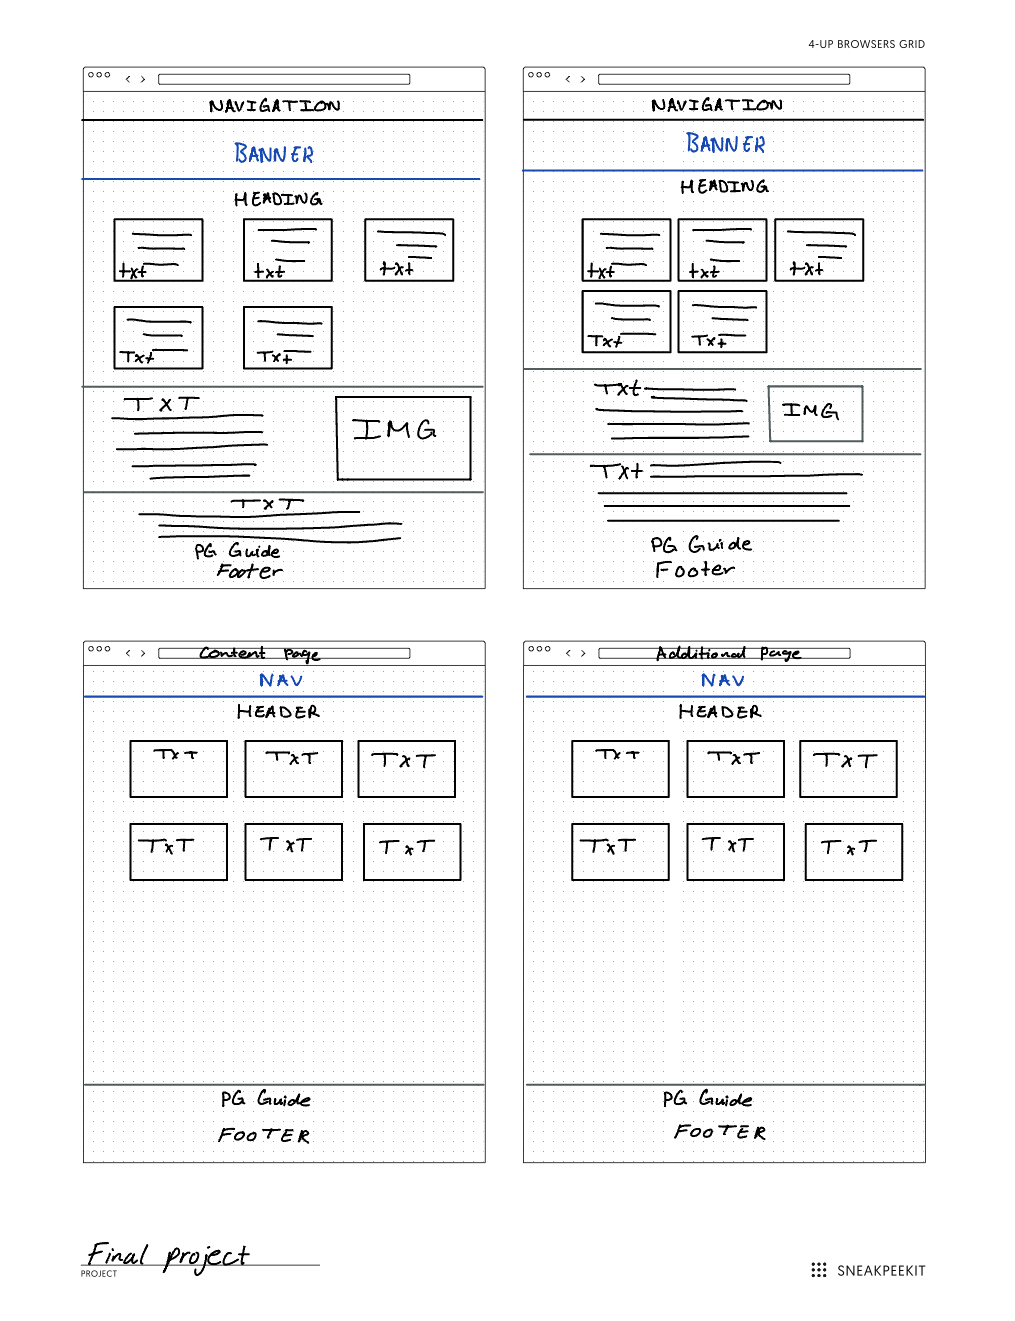 4-UP BROWSERS GRID
NAVIGATION
BANNER
HEADING
txt txt txt
Txt Txt
TxT
IMG
TxT
PG Guide
Footer
NAVIGATION
BANNER
HEADING
txt txt txt
Txt Txt
Txt
IMG
Txt
PG Guide
Footer
Content Page
NAV
HEADER
TxT TxT TxT
TxT TxT TxT
PG Guide
FOOTER
Additional Page
NAV
HEADER
TxT TxT TxT
TxT TxT TxT
PG Guide
FOOTER
Final project
PROJECT
SNEAKPEEKIT